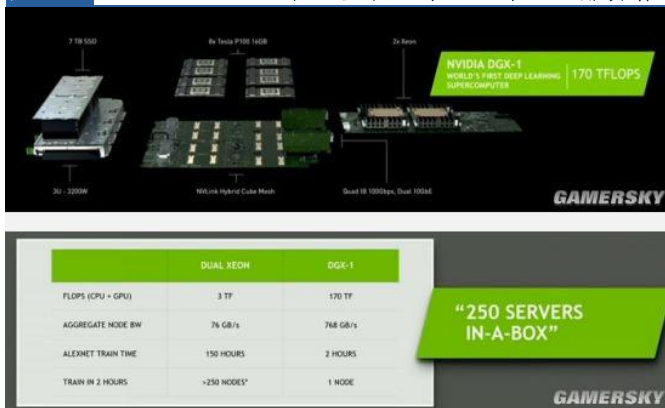 7 TB SSD
8x Tesla P100 16GB
2x Xeon
NVIDIA DGX-1
WORLD'S FIRST DEEP LEARNING
SUPERCOMPUTER
170 TFLOPS
3U - 3200W
NVLink Hybrid Cube Mesh
Quad IB 100Gbps, Dual 10GbE
GAMERSKY
DUAL XEON
DGX-1
FLOPS (CPU + GPU)
3 TF
170 TF
AGGREGATE NODE BW
76 GB/s
768 GB/s
ALEXNET TRAIN TIME
150 HOURS
2 HOURS
TRAIN IN 2 HOURS
>250 NODES*
1 NODE
"250 SERVERS
IN-A-BOX"
GAMERSKY